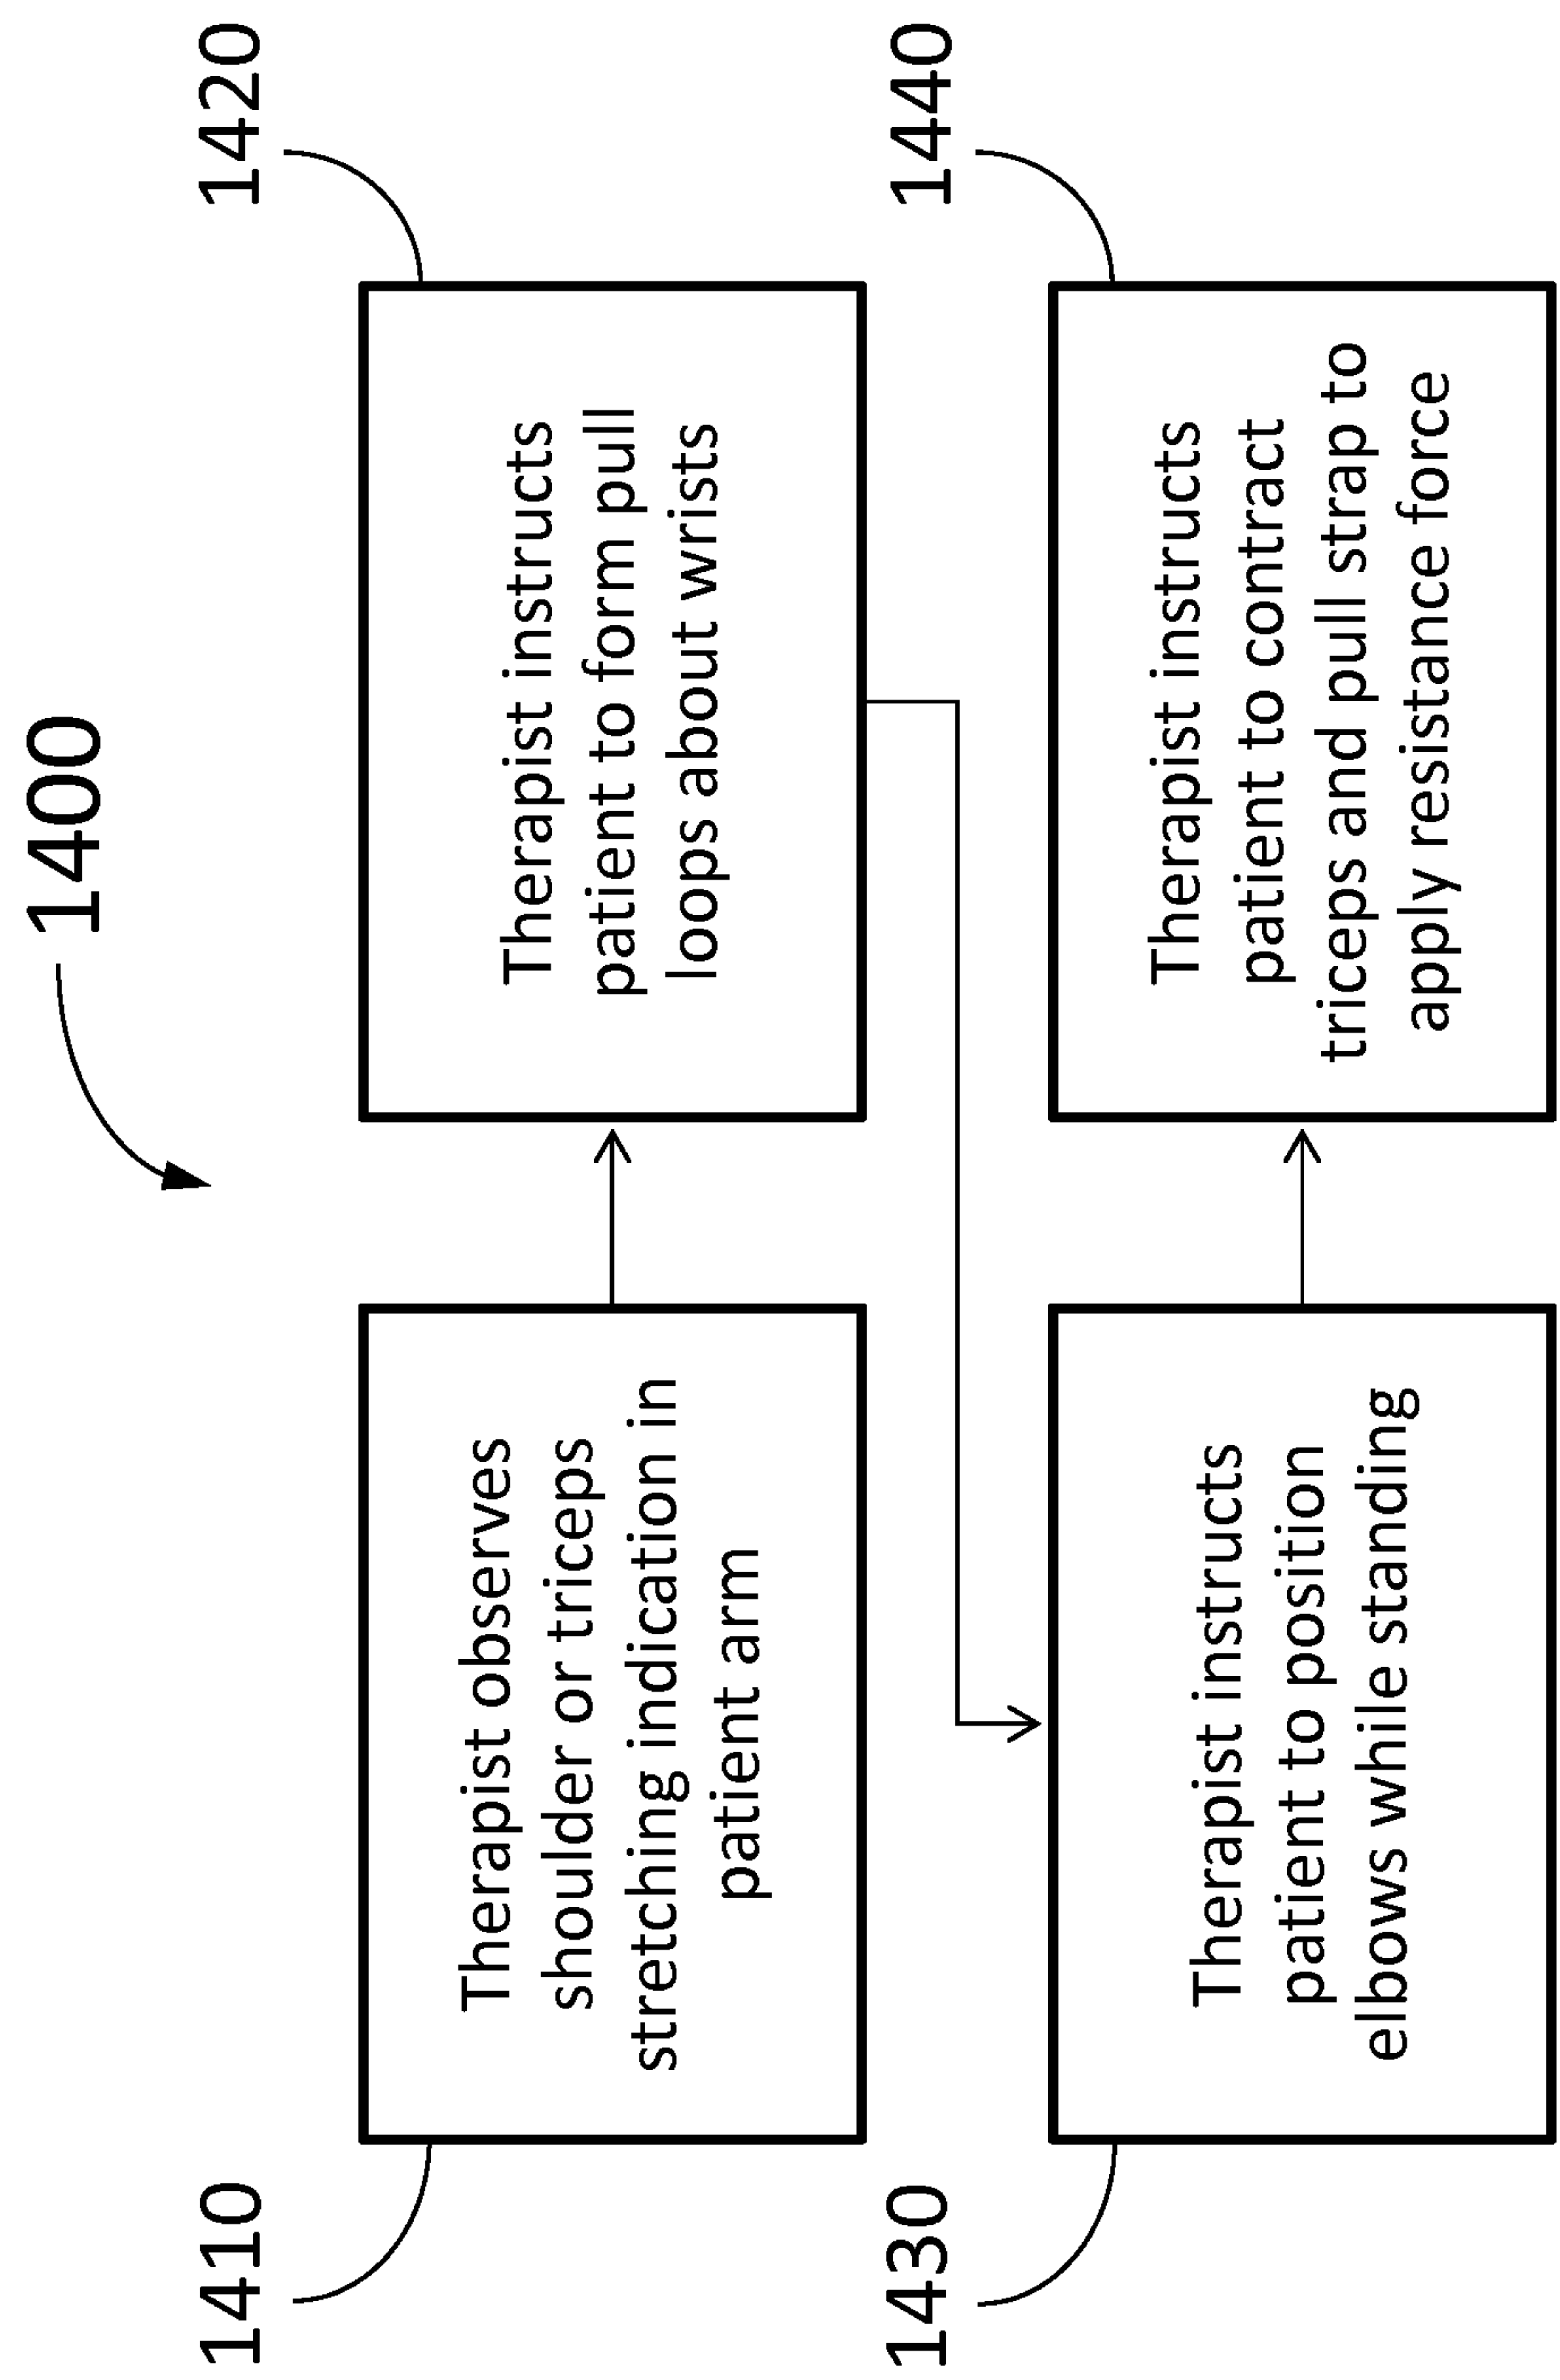 1400
1410
Therapist observes
shoulder or triceps
stretching indication in
patient arm
1420
Therapist instructs
patient to form pull
loops about wrists
1430
Therapist instructs
patient to position
elbows while standing
1440
Therapist instructs
patient to contract
triceps and pull strap to
apply resistance force